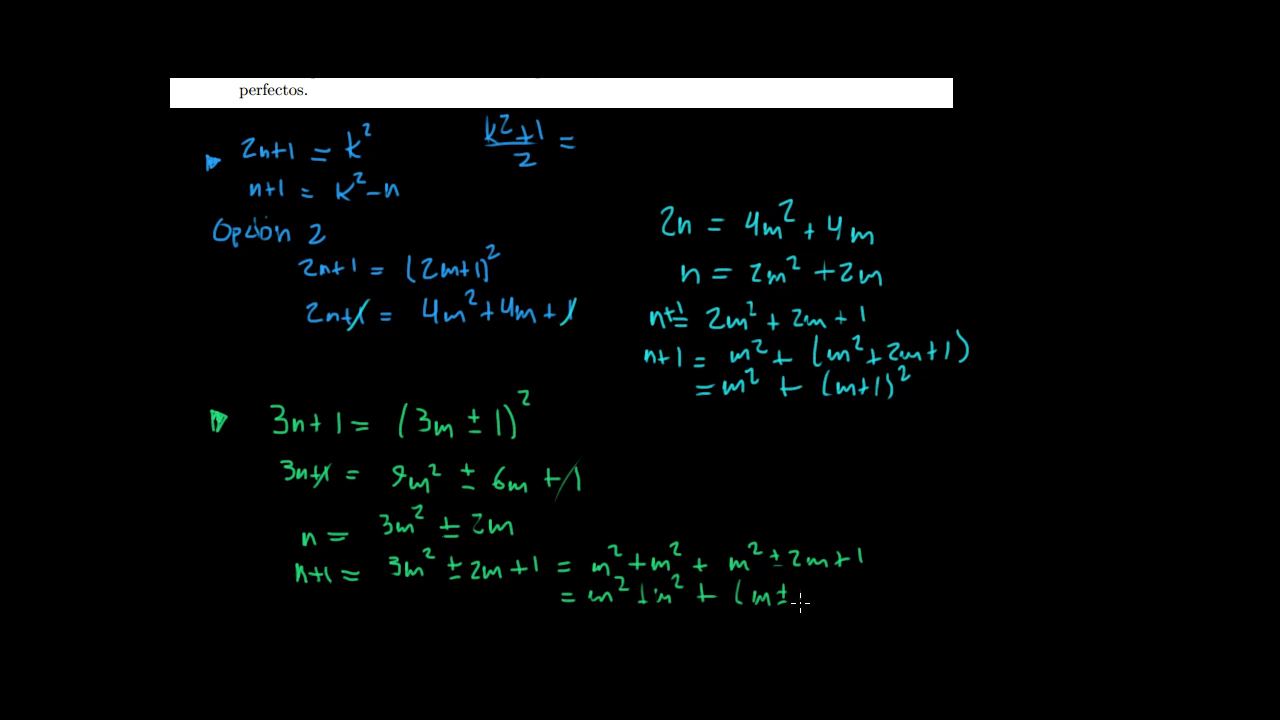 perfectos.
2n+1 = k²
(k²+1)/2 =
n+1 = k²-n
Opción 2
2n+1 = (2m+1)²
2n+1 = 4m²+4m+1
2n = 4m²+4m
n = 2m²+2m
n+1 = 2m²+2m+1
n+1 = m²+(m²+2m+1)
= m²+(m+1)²
3n+1 = (3m±1)²
3n+1 = 9m² ± 6m + 1
n = 3m² ± 2m
n+1 = 3m² ± 2m+1 = m²+m²+ m²±2m+1
= m²+m²+(m±